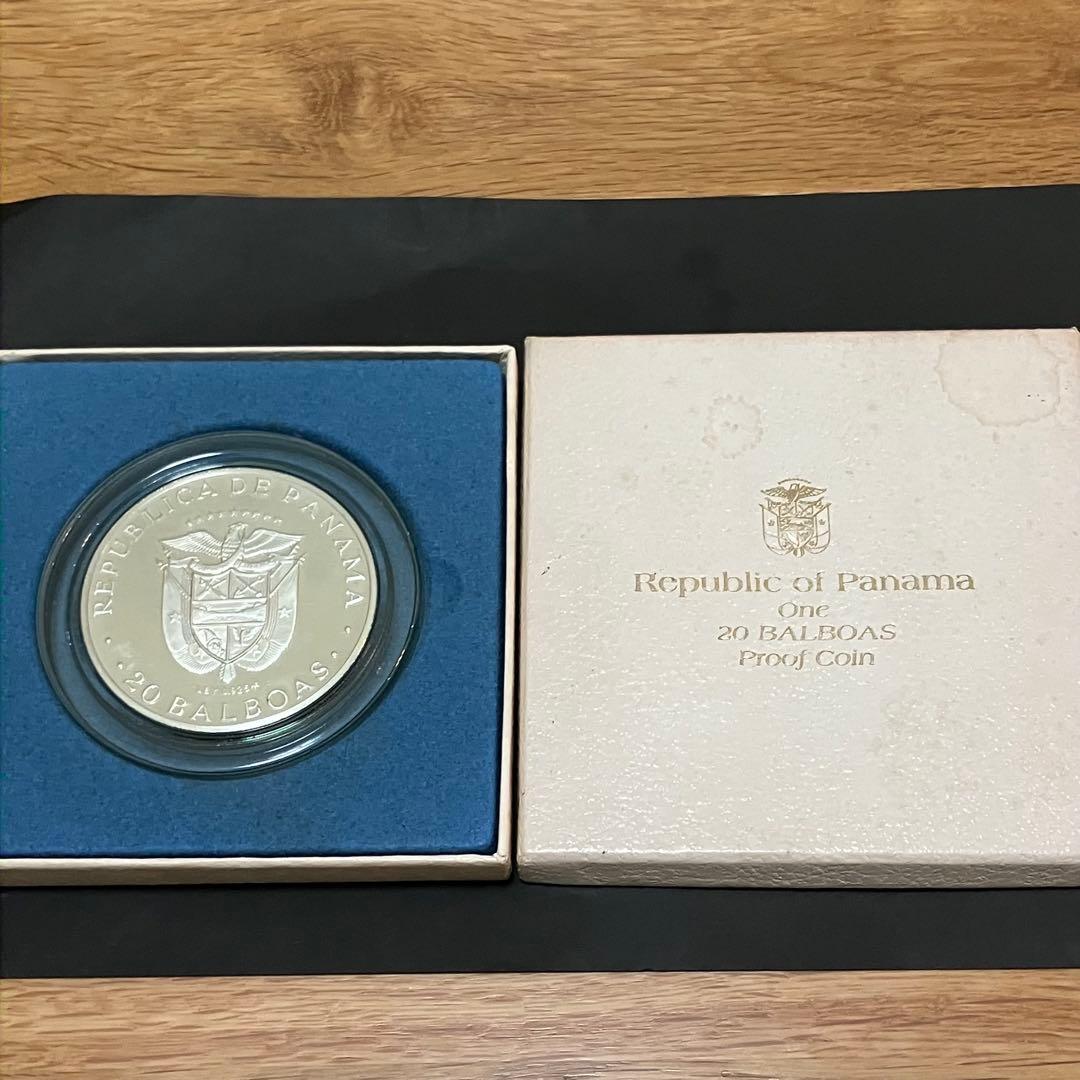 · REPUBLICA DE PANAMA ·
· 20 BALBOAS ·
Republic of Panama
One
20 BALBOAS
Proof Coin